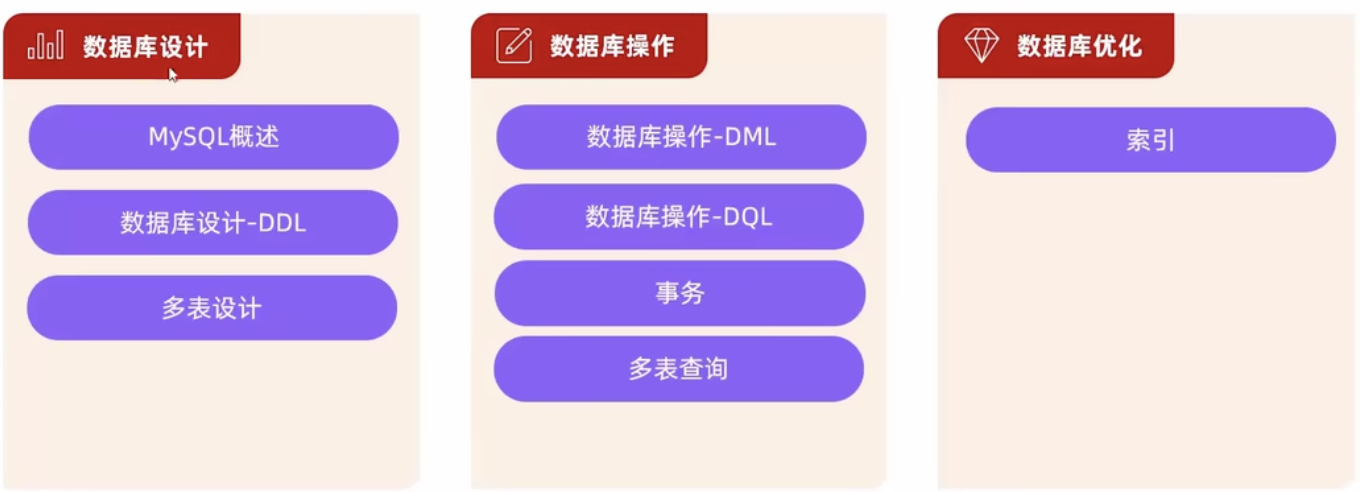 数据库设计
MySQL概述
数据库设计-DDL
多表设计
数据库操作
数据库操作-DML
数据库操作-DQL
事务
多表查询
数据库优化
索引